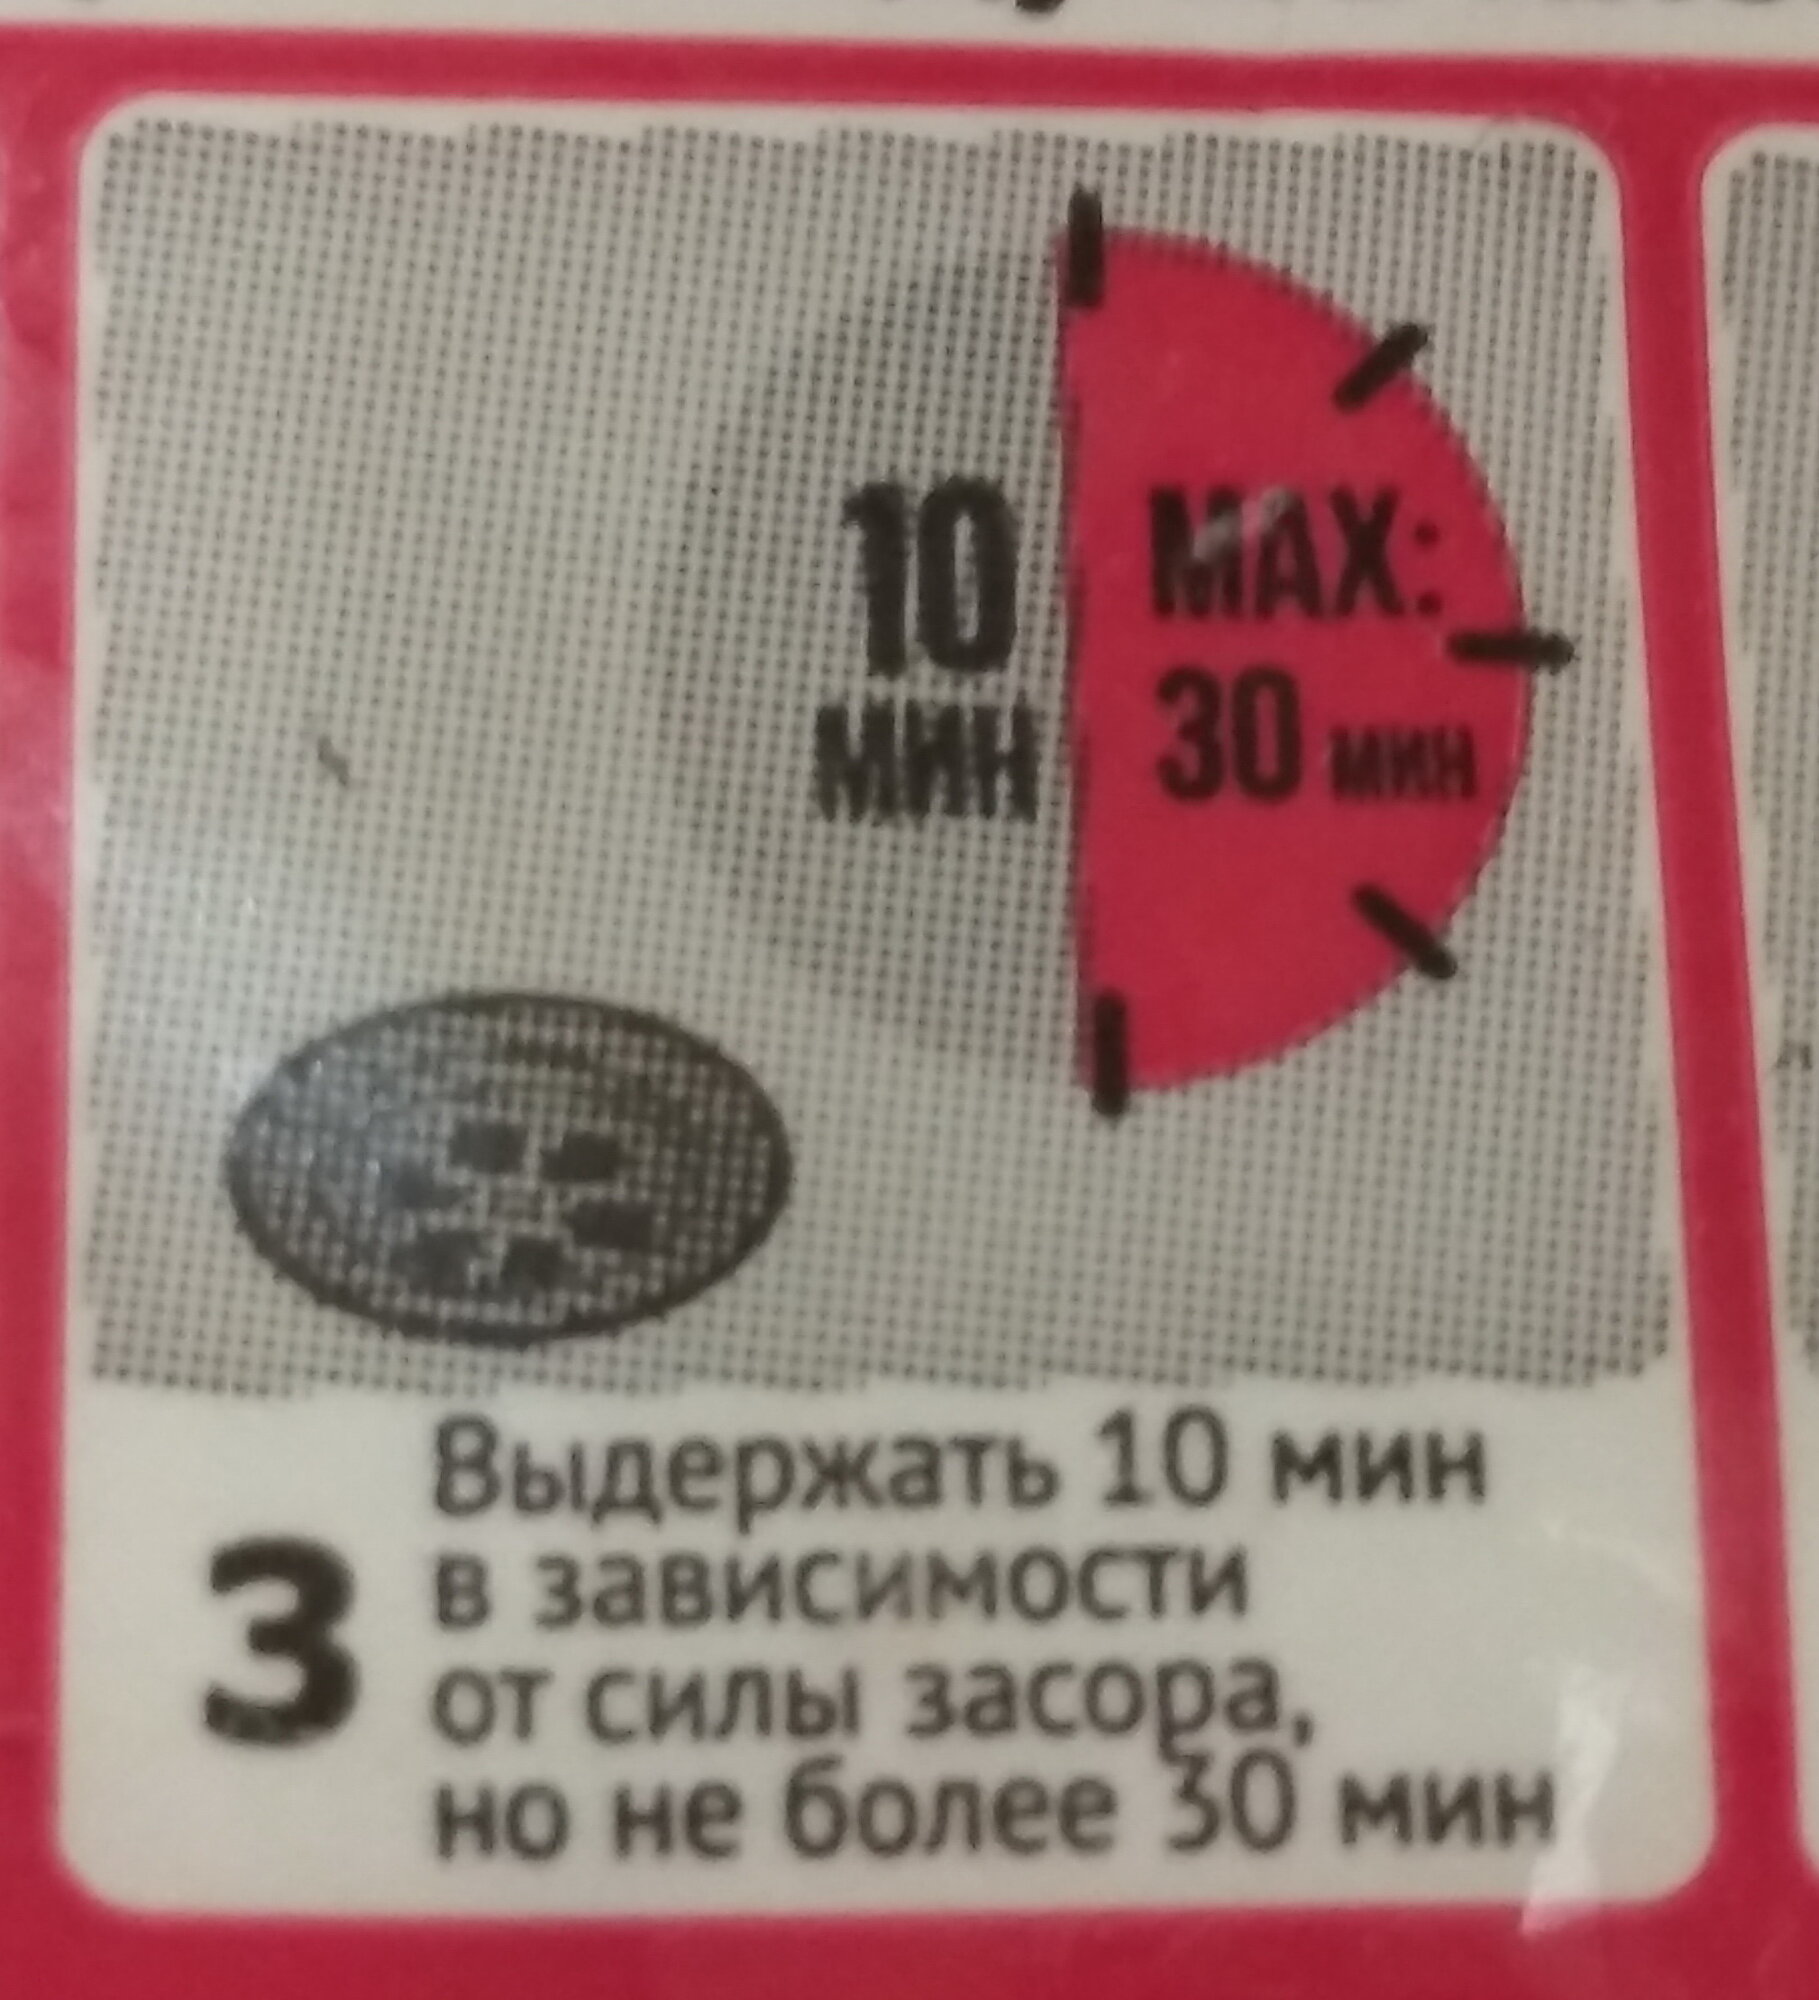 10
мин
MAX:
30 мин
3
Выдержать 10 мин
в зависимости
от силы засора,
но не более 30 мин